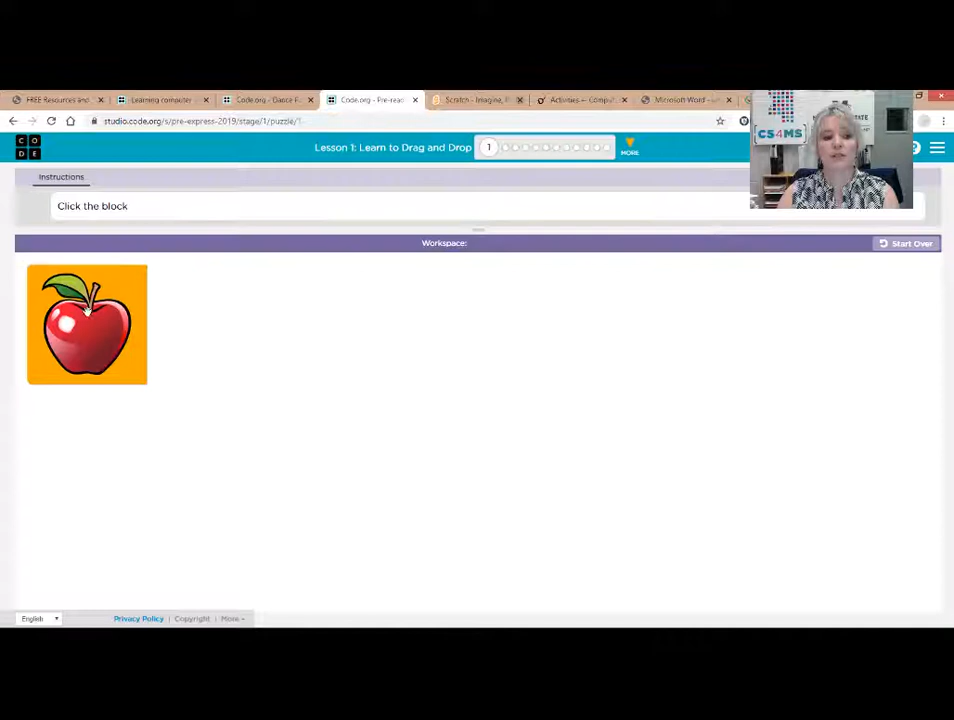 FREE Resources and
Learning computer
Code.org - Dance P
Code.org - Pre-read
Scratch - Imagine, P
Activities – Comput
Microsoft Word -
studio.code.org/s/pre-express-2019/stage/1/puzzle/1
C O
D E
Lesson 1: Learn to Drag and Drop
1
MORE
CS4MS
STATE
Instructions
Click the block
Workspace:
Start Over
English
Privacy Policy | Copyright | More